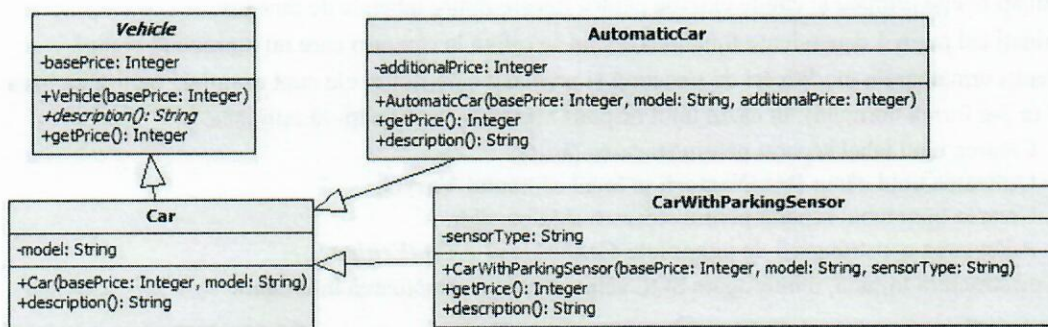 Vehicle
-basePrice: Integer
+Vehicle(basePrice: Integer)
+description(): String
+getPrice(): Integer
AutomaticCar
-additionalPrice: Integer
+AutomaticCar(basePrice: Integer, model: String, additionalPrice: Integer)
+getPrice(): Integer
+description(): String
Car
-model: String
+Car(basePrice: Integer, model: String)
+description(): String
CarWithParkingSensor
-sensorType: String
+CarWithParkingSensor(basePrice: Integer, model: String, sensorType: String)
+getPrice(): Integer
+description(): String